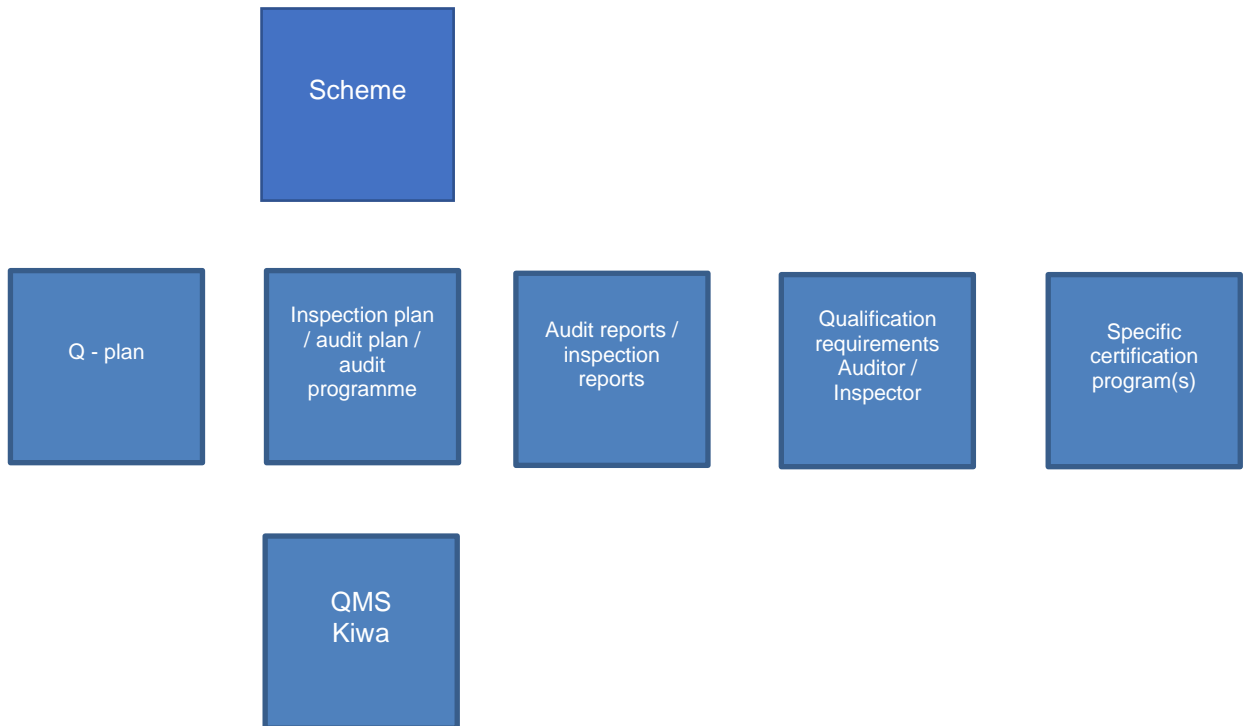 Scheme
Q - plan
Inspection plan
/ audit plan /
audit
programme
Audit reports /
inspection
reports
Qualification
requirements
Auditor /
Inspector
Specific
certification
program(s)
QMS
Kiwa